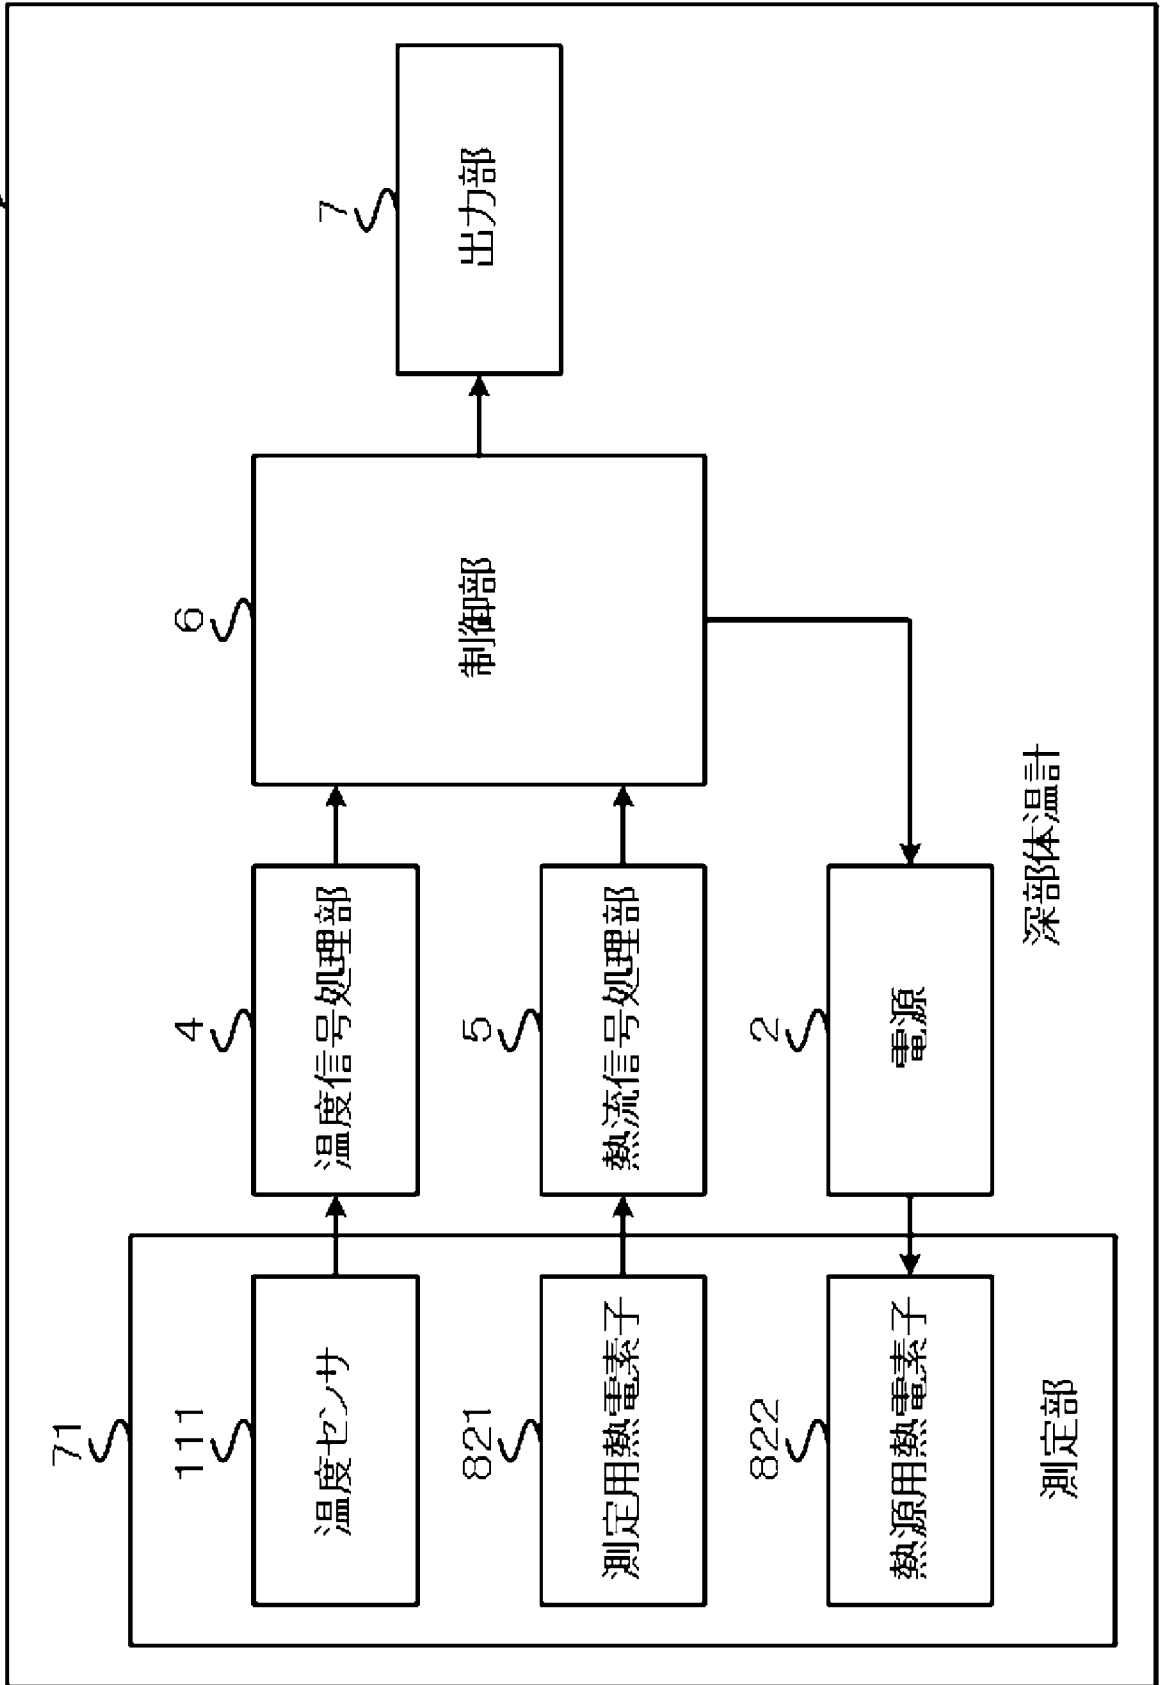 71
111
温度センサ
4
温度信号処理部
6
制御部
7
出力部
821
測定用熱電素子
5
熱流信号処理部
822
熱源用熱電素子
2
電源
測定部
深部体温計